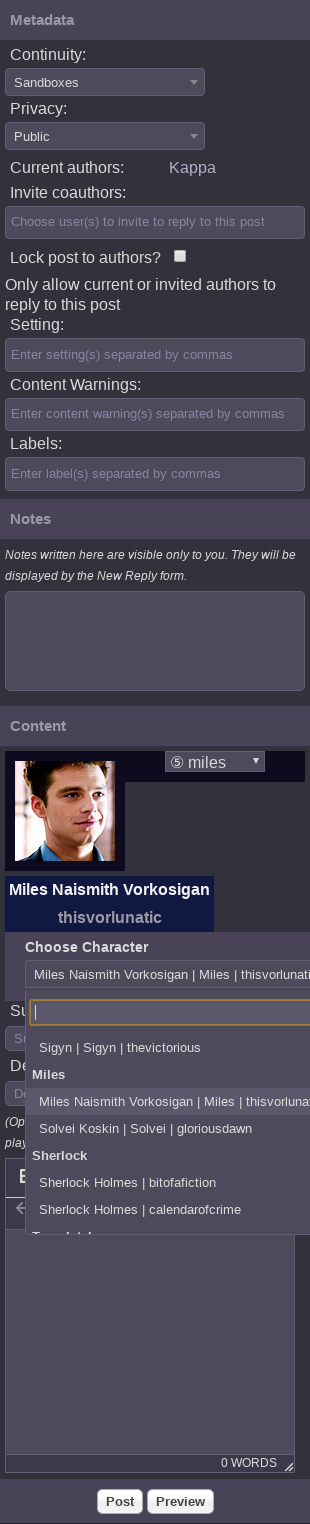 Metadata
Continuity:
Sandboxes
Privacy:
Public
Current authors: Kappa
Invite coauthors:
Choose user(s) to invite to reply to this post
Lock post to authors?
Only allow current or invited authors to
reply to this post
Setting:
Enter setting(s) separated by commas
Content Warnings:
Enter content warning(s) separated by commas
Labels:
Enter label(s) separated by commas
Notes
Notes written here are visible only to you. They will be
displayed by the New Reply form.
Content
⑤ miles
Miles Naismith Vorkosigan
thisvorlunatic
Choose Character
Miles Naismith Vorkosigan | Miles | thisvorlunati
Sigyn | Sigyn | thevictorious
Miles
Miles Naismith Vorkosigan | Miles | thisvorluna
Solvei Koskin | Solvei | gloriousdawn
Sherlock
Sherlock Holmes | bitofafiction
Sherlock Holmes | calendarofcrime
Su
De
(Op
play
0 WORDS
Post Preview